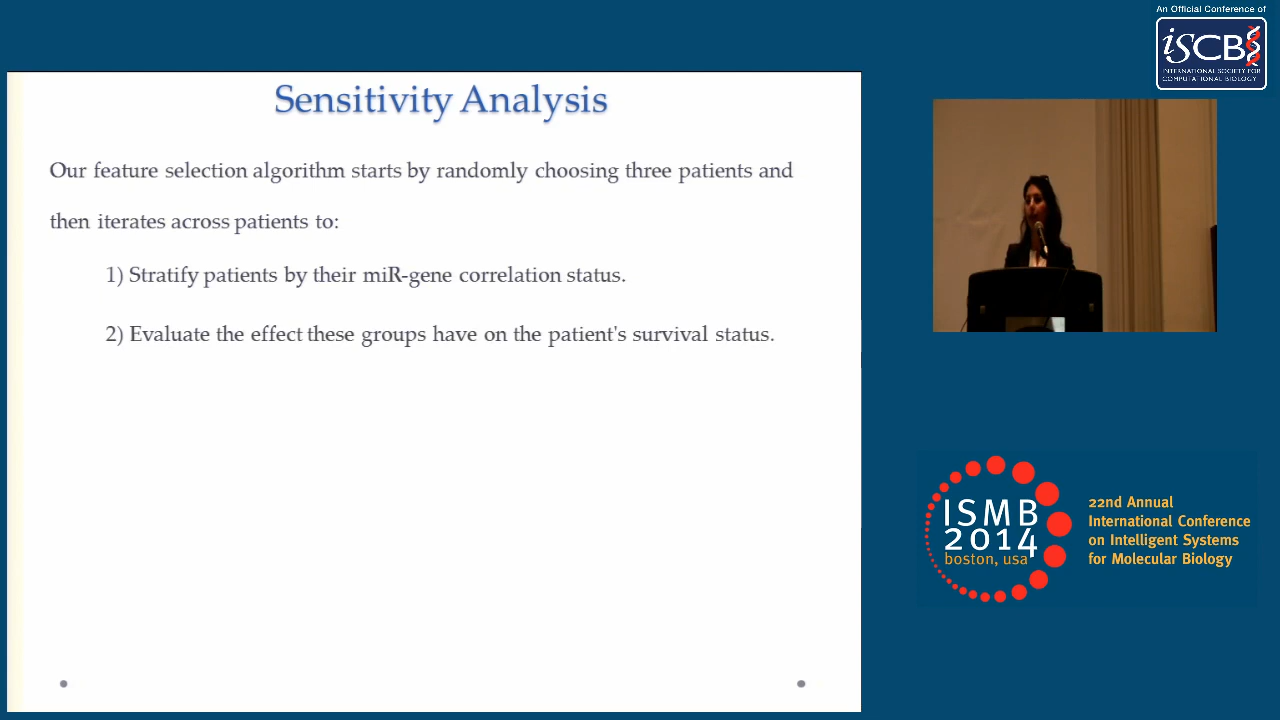 An Official Conference of
iSCB
INTERNATIONAL SOCIETY FOR
COMPUTATIONAL BIOLOGY
Sensitivity Analysis
Our feature selection algorithm starts by randomly choosing three patients and
then iterates across patients to:
1) Stratify patients by their miR-gene correlation status.
2) Evaluate the effect these groups have on the patient's survival status.
ISMB
2014
boston, usa
22nd Annual
International Conference
on Intelligent Systems
for Molecular Biology